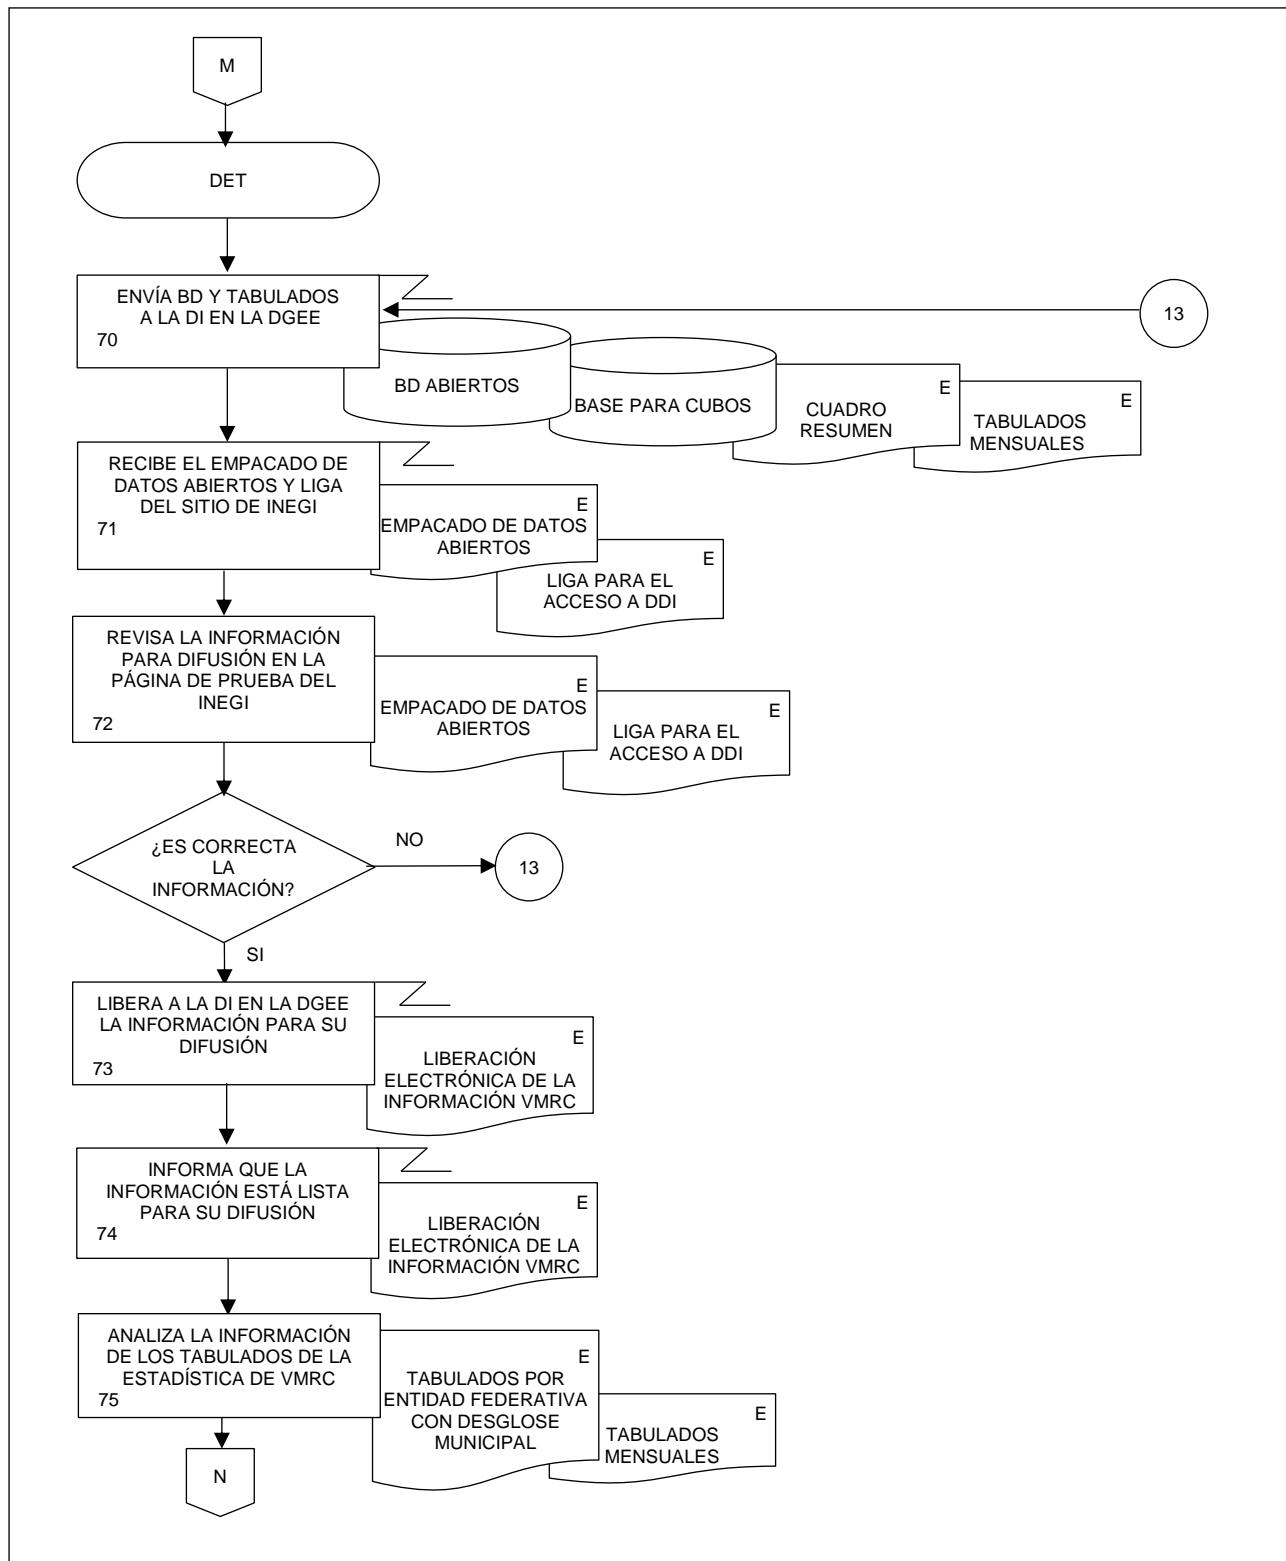 M
DET
ENVÍA BD Y TABULADOS
A LA DI EN LA DGEE
70
13
BD ABIERTOS
BASE PARA CUBOS
E
CUADRO
RESUMEN
E
TABULADOS
MENSUALES
RECIBE EL EMPACADO DE
DATOS ABIERTOS Y LIGA
DEL SITIO DE INEGI
71
E
EMPACADO DE DATOS
ABIERTOS
E
LIGA PARA EL
ACCESO A DDI
REVISA LA INFORMACIÓN
PARA DIFUSIÓN EN LA
PÁGINA DE PRUEBA DEL
INEGI
72
E
EMPACADO DE DATOS
ABIERTOS
E
LIGA PARA EL
ACCESO A DDI
¿ES CORRECTA
LA
INFORMACIÓN?
NO
13
SI
LIBERA A LA DI EN LA DGEE
LA INFORMACIÓN PARA SU
DIFUSIÓN
73
E
LIBERACIÓN
ELECTRÓNICA DE LA
INFORMACIÓN VMRC
INFORMA QUE LA
INFORMACIÓN ESTÁ LISTA
PARA SU DIFUSIÓN
74
E
LIBERACIÓN
ELECTRÓNICA DE LA
INFORMACIÓN VMRC
ANALIZA LA INFORMACIÓN
DE LOS TABULADOS DE LA
ESTADÍSTICA DE VMRC
75
E
TABULADOS POR
ENTIDAD FEDERATIVA
CON DESGLOSE
MUNICIPAL
E
TABULADOS
MENSUALES
N